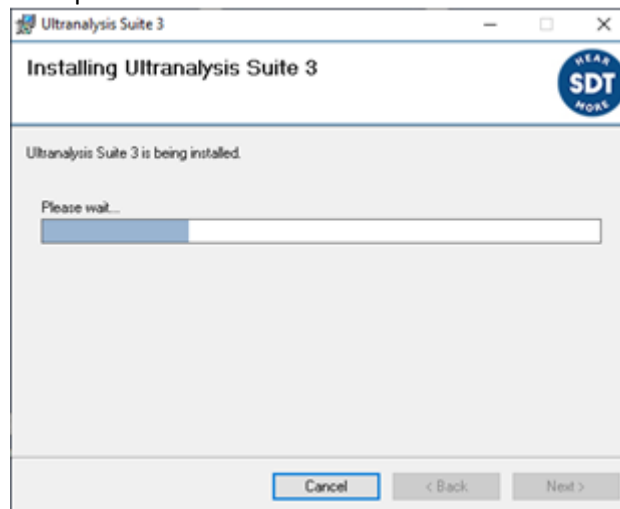 Ultranalysis Suite 3
Installing Ultranalysis Suite 3
HEAR
SDT
MORE
Ultranalysis Suite 3 is being installed.
Please wait...
Cancel
< Back
Next >